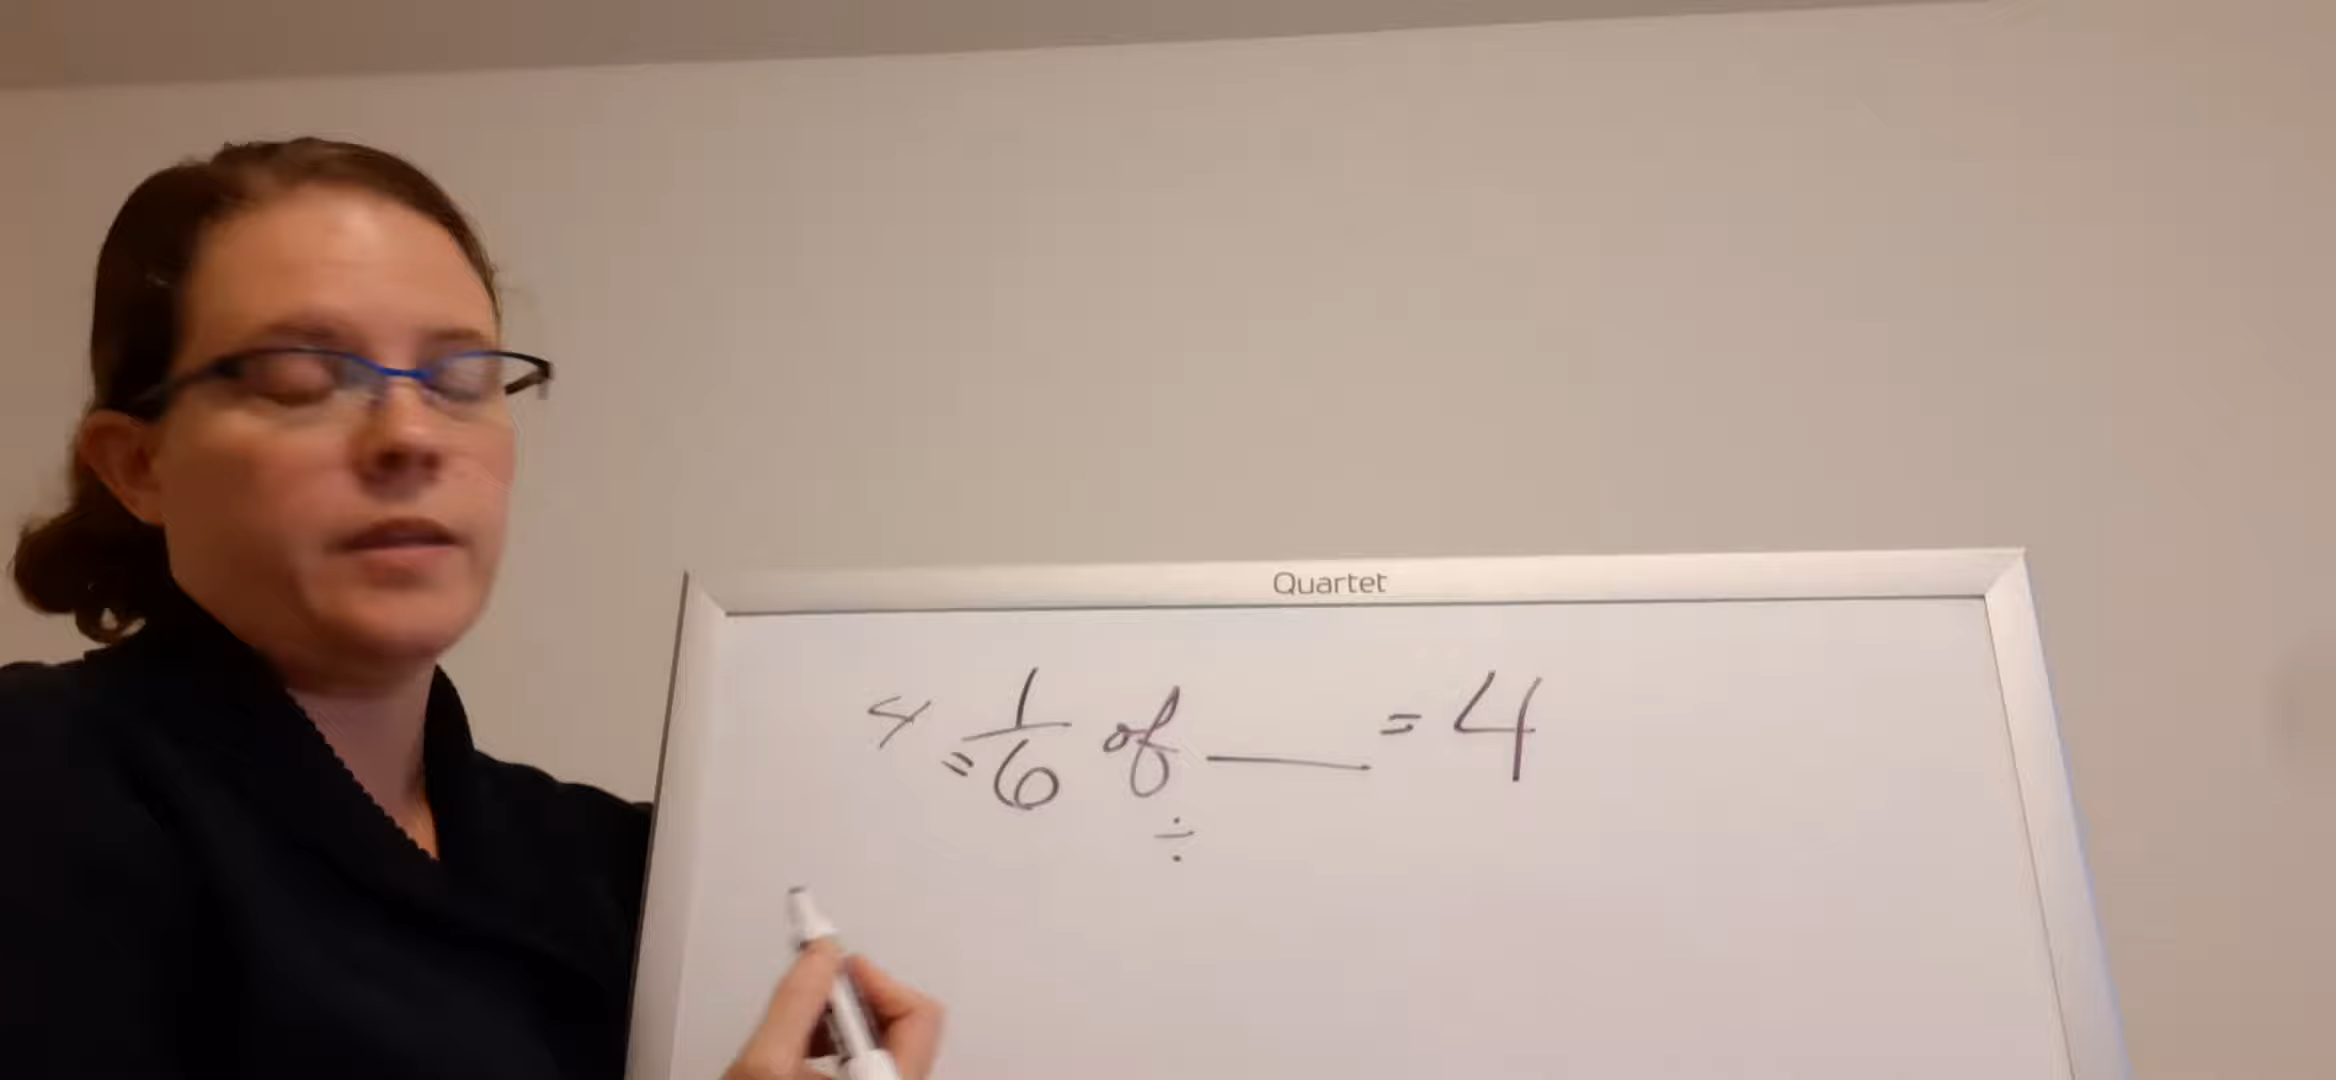 Quartet
4 = 1/6 of ___ = 4
÷